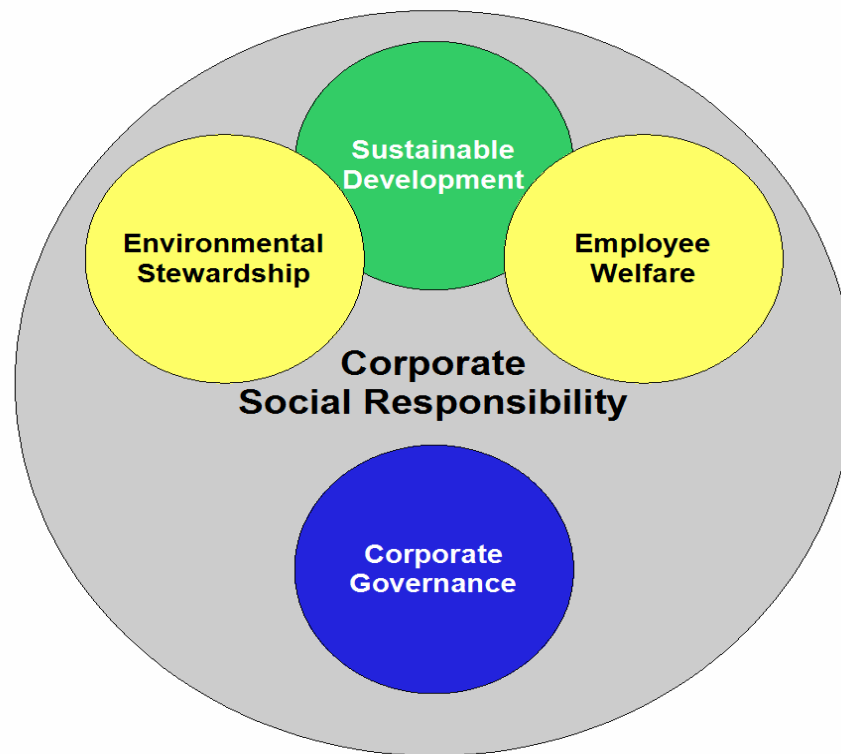 Sustainable
Development
Environmental
Stewardship
Employee
Welfare
Corporate
Social Responsibility
Corporate
Governance